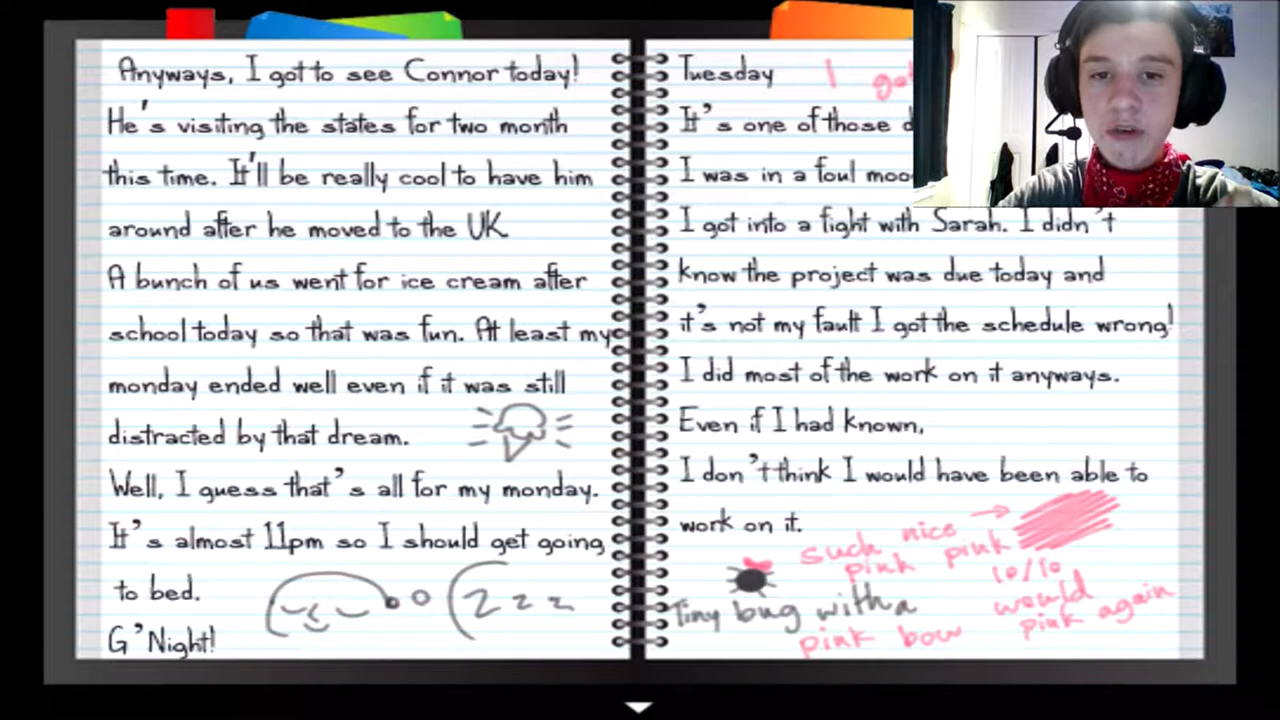 Anyways, I got to see Connor today!
He's visiting the states for two month
this time. It'll be really cool to have him
around after he moved to the UK
A bunch of us went for ice cream after
school today so that was fun. At least my
monday ended well even if it was still
distracted by that dream.
Well, I guess that's all for my monday.
It's almost 11pm so I should get going
to bed.
Z z z
G'Night!
Tuesday
I
It's one of those
I was in a foul
I got into a fight with Sarah. I didn't
know the project was due today and
it's not my fault I got the schedule wrong!
I did most of the work on it anyways.
Even if I had known,
I don't think I would have been able to
work on it.
such nice
pink pink
10/10
would
pink again
Tiny bug with a
pink bow